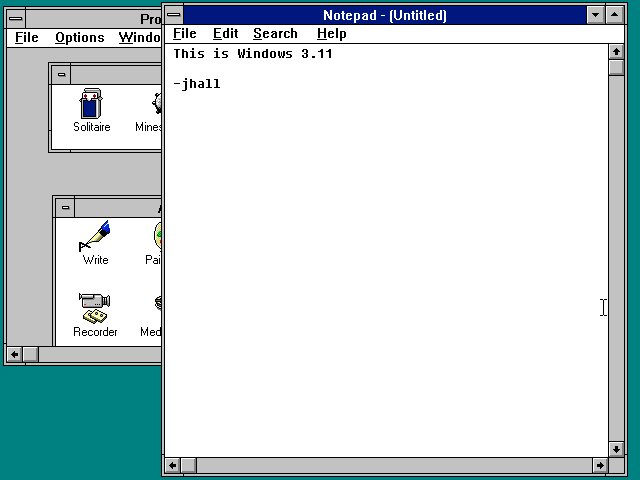 Pro
File Options Windo
Solitaire Mines
A
Write Pai
Recorder Med
Notepad - (Untitled)
File Edit Search Help
This is Windows 3.11
-jhall